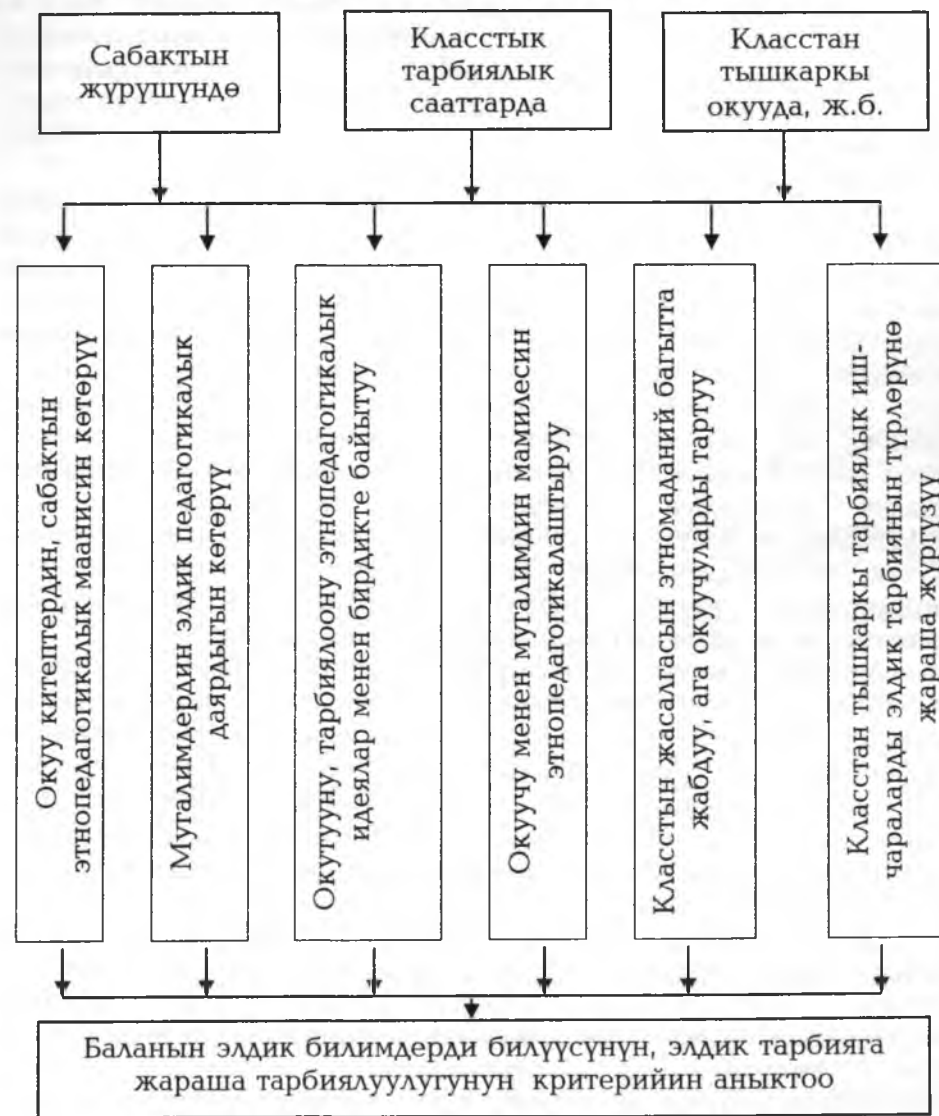 Сабактын
жүрүшүндө
Класстык
тарбиялык
сааттарда
Класстан
тышкаркы
окууда, ж.б.
Окуу китептердин, сабактын
этнопедагогикалык маанисин көтөрүү
Мугалимдердин элдик педагогикалык
даярдыгын көтөрүү
Окутууну, тарбиялоону этнопедагогикалык
идеялар менен бирдикте байытуу
Окуучу менен мугалимдин мамилесин
этнопедагогикалаштыруу
Класстын жасалгасын этномаданий багытта
жабдуу, ага окуучуларды тартуу
Класстан тышкаркы тарбиялык иш-
чараларды элдик тарбиянын түрлөрүнө
жараша жүргүзүү
Баланын элдик билимдерди билүүсүнүн, элдик тарбияга
жараша тарбиялуулугунун критерийин аныктоо